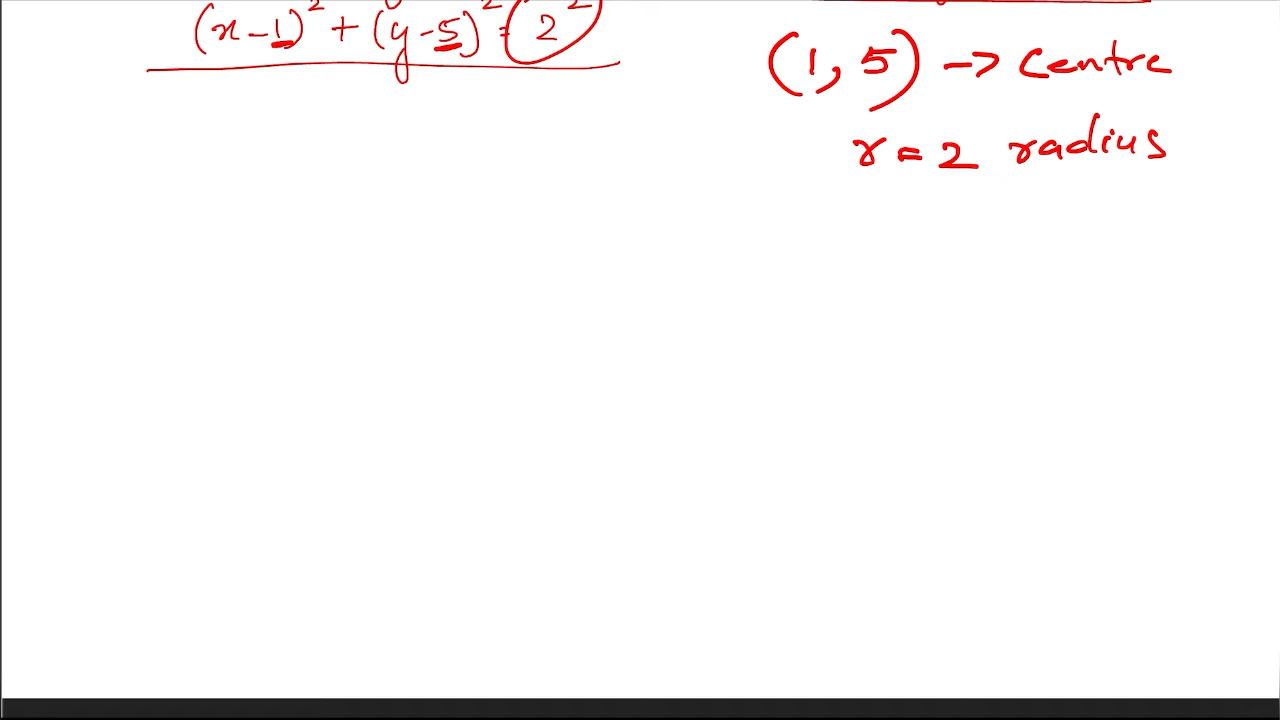 (x-1)² + (y-5)² = 2²
(1, 5) -> centre
r = 2 radius